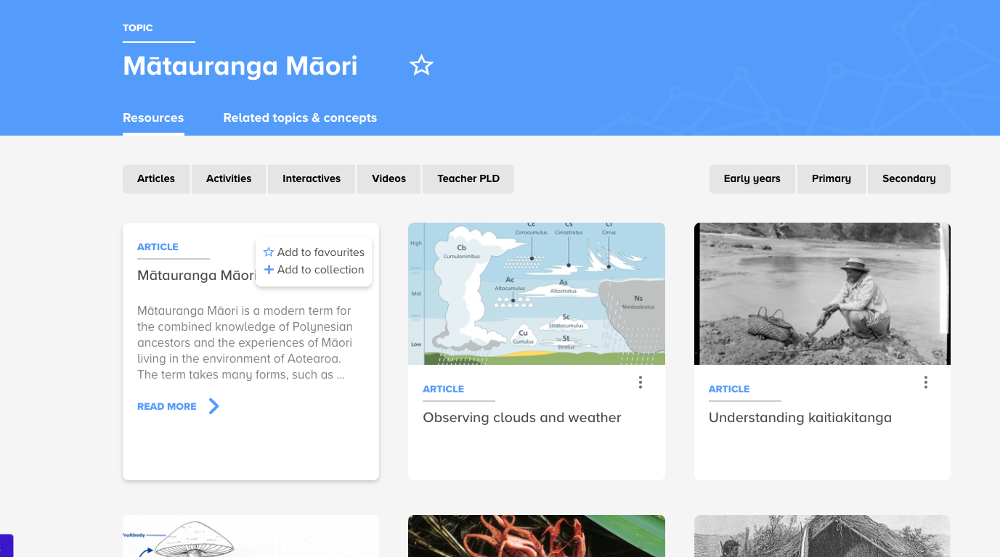 TOPIC
Mātauranga Māori
Resources
Related topics & concepts
Articles
Activities
Interactives
Videos
Teacher PLD
Early years
Primary
Secondary
ARTICLE
Add to favourites
Add to collection
Mātauranga Māori
Mātauranga Māori is a modern term for
the combined knowledge of Polynesian
ancestors and the experiences of Māori
living in the environment of Aotearoa.
The term takes many forms, such as ...
READ MORE
Cc
Cirrocumulus
Cs
Cirrostratus
Cirrus
High
Cb
Cumulonimbus
Ac
Altocumulus
As
Altostratus
Mid
Ns
Nimbostratus
Sc
Stratocumulus
Cu
Cumulus
St
Stratus
Low
ARTICLE
Observing clouds and weather
ARTICLE
Understanding kaitiakitanga
Fruitbody